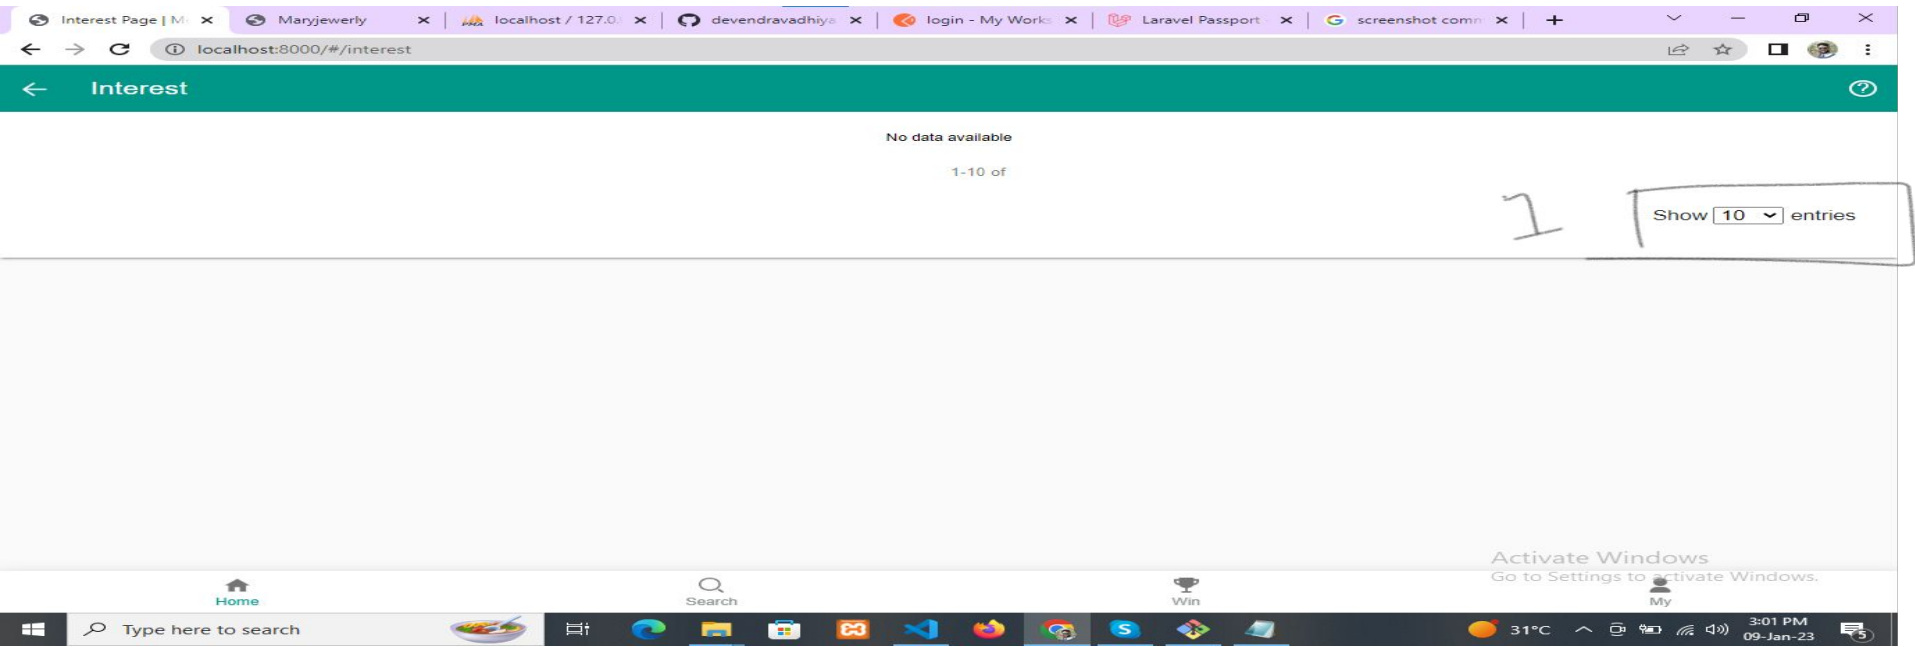 Interest Page | M
Maryjewerly
localhost / 127.0.
devendravadhiya
login - My Works
Laravel Passport
screenshot comm
localhost:8000/#/interest
Interest
No data available
1-10 of
1
Show 10 entries
Activate Windows
Go to Settings to activate Windows.
Home
Search
Win
My
Type here to search
31°C
3:01 PM
09-Jan-23
5